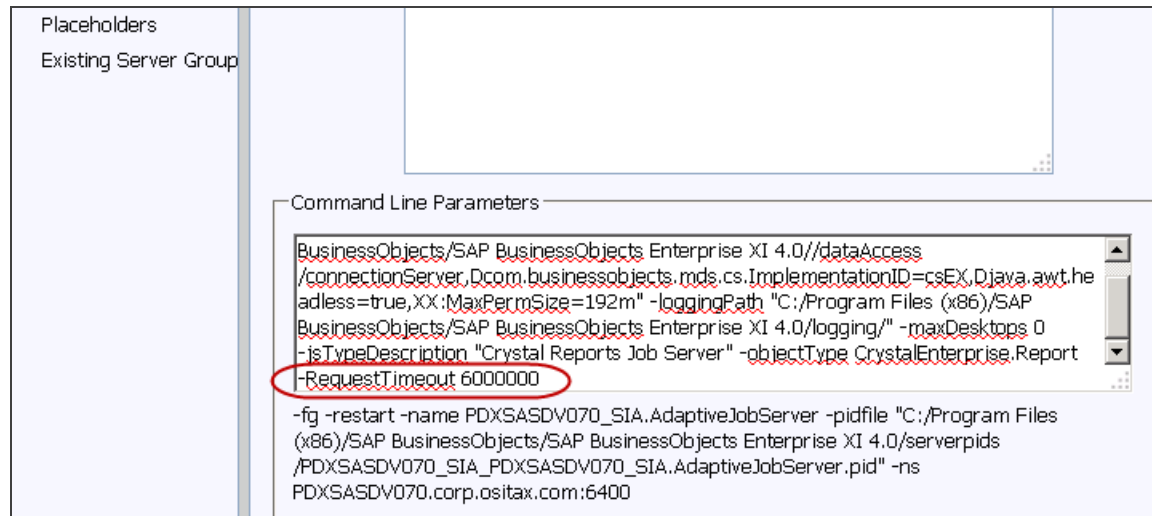 Placeholders
Existing Server Group
Command Line Parameters
BusinessObjects/SAP BusinessObjects Enterprise XI 4.0//dataAccess
/connectionServer,Dcom.businessobjects.mds.cs.ImplementationID=csEX,Djava.awt.he
adless=true,XX:MaxPermSize=192m" -loggingPath "C:/Program Files (x86)/SAP
BusinessObjects/SAP BusinessObjects Enterprise XI 4.0/logging/" -maxDesktops 0
-jsTypeDescription "Crystal Reports Job Server" -objectType CrystalEnterprise.Report
-RequestTimeout 6000000
-fg -restart -name PDXSASDV070_SIA.AdaptiveJobServer -pidfile "C:/Program Files
(x86)/SAP BusinessObjects/SAP BusinessObjects Enterprise XI 4.0/serverpids
/PDXSASDV070_SIA_PDXSASDV070_SIA.AdaptiveJobServer.pid" -ns
PDXSASDV070.corp.ositax.com:6400